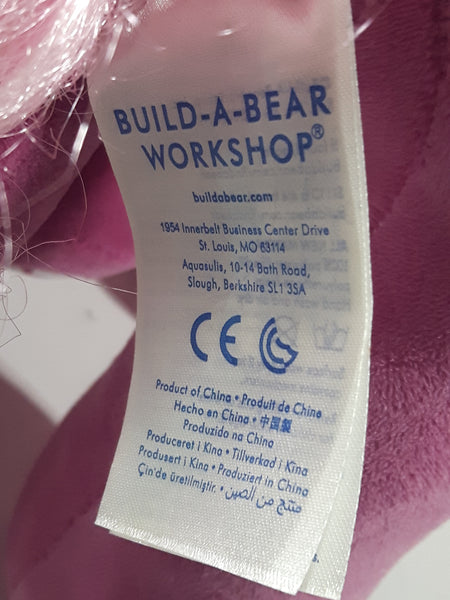 BUILD-A-BEAR
WORKSHOP®
buildabear.com
1954 Innerbelt Business Center Drive
St. Louis, MO 63114
Aquasulis, 10-14 Bath Road,
Slough, Berkshire SL1 3SA
CE
Product of China • Produit de Chine
Hecho en China • 中国製
Produzido na China
Produceret i Kina • Tillverkad i Kina
Produsert i Kina • Produziert in China
Çin'de üretilmiştir. • منتج من الصين
s.